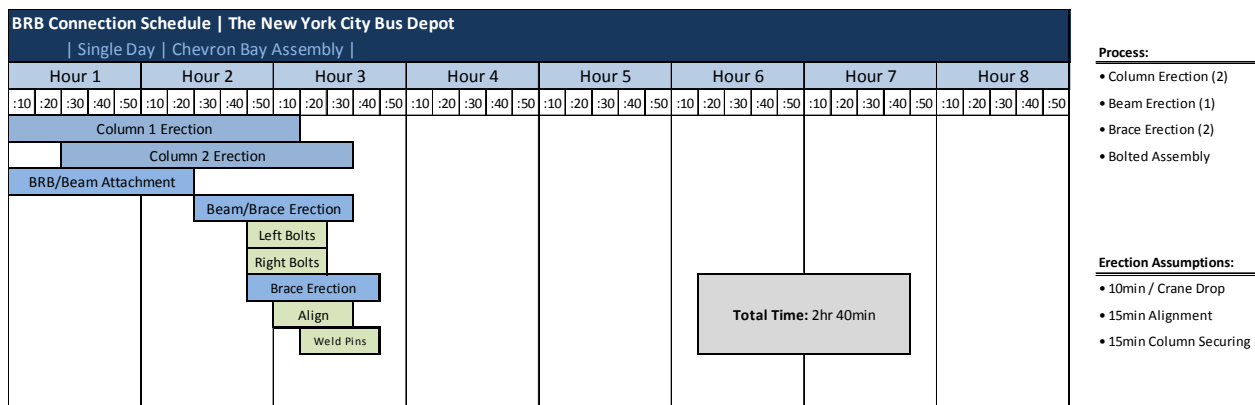 BRB Connection Schedule | The New York City Bus Depot
| Single Day | Chevron Bay Assembly |
Hour 1 Hour 2 Hour 3 Hour 4 Hour 5 Hour 6 Hour 7 Hour 8
:10 :20 :30 :40 :50 :10 :20 :30 :40 :50 :10 :20 :30 :40 :50 :10 :20 :30 :40 :50 :10 :20 :30 :40 :50 :10 :20 :30 :40 :50 :10 :20 :30 :40 :50 :10 :20 :30 :40 :50
Column 1 Erection
Column 2 Erection
BRB/Beam Attachment
Beam/Brace Erection
Left Bolts
Right Bolts
Brace Erection
Align
Weld Pins
Total Time: 2hr 40min
Process:
• Column Erection (2)
• Beam Erection (1)
• Brace Erection (2)
• Bolted Assembly
Erection Assumptions:
• 10min / Crane Drop
• 15min Alignment
• 15min Column Securing